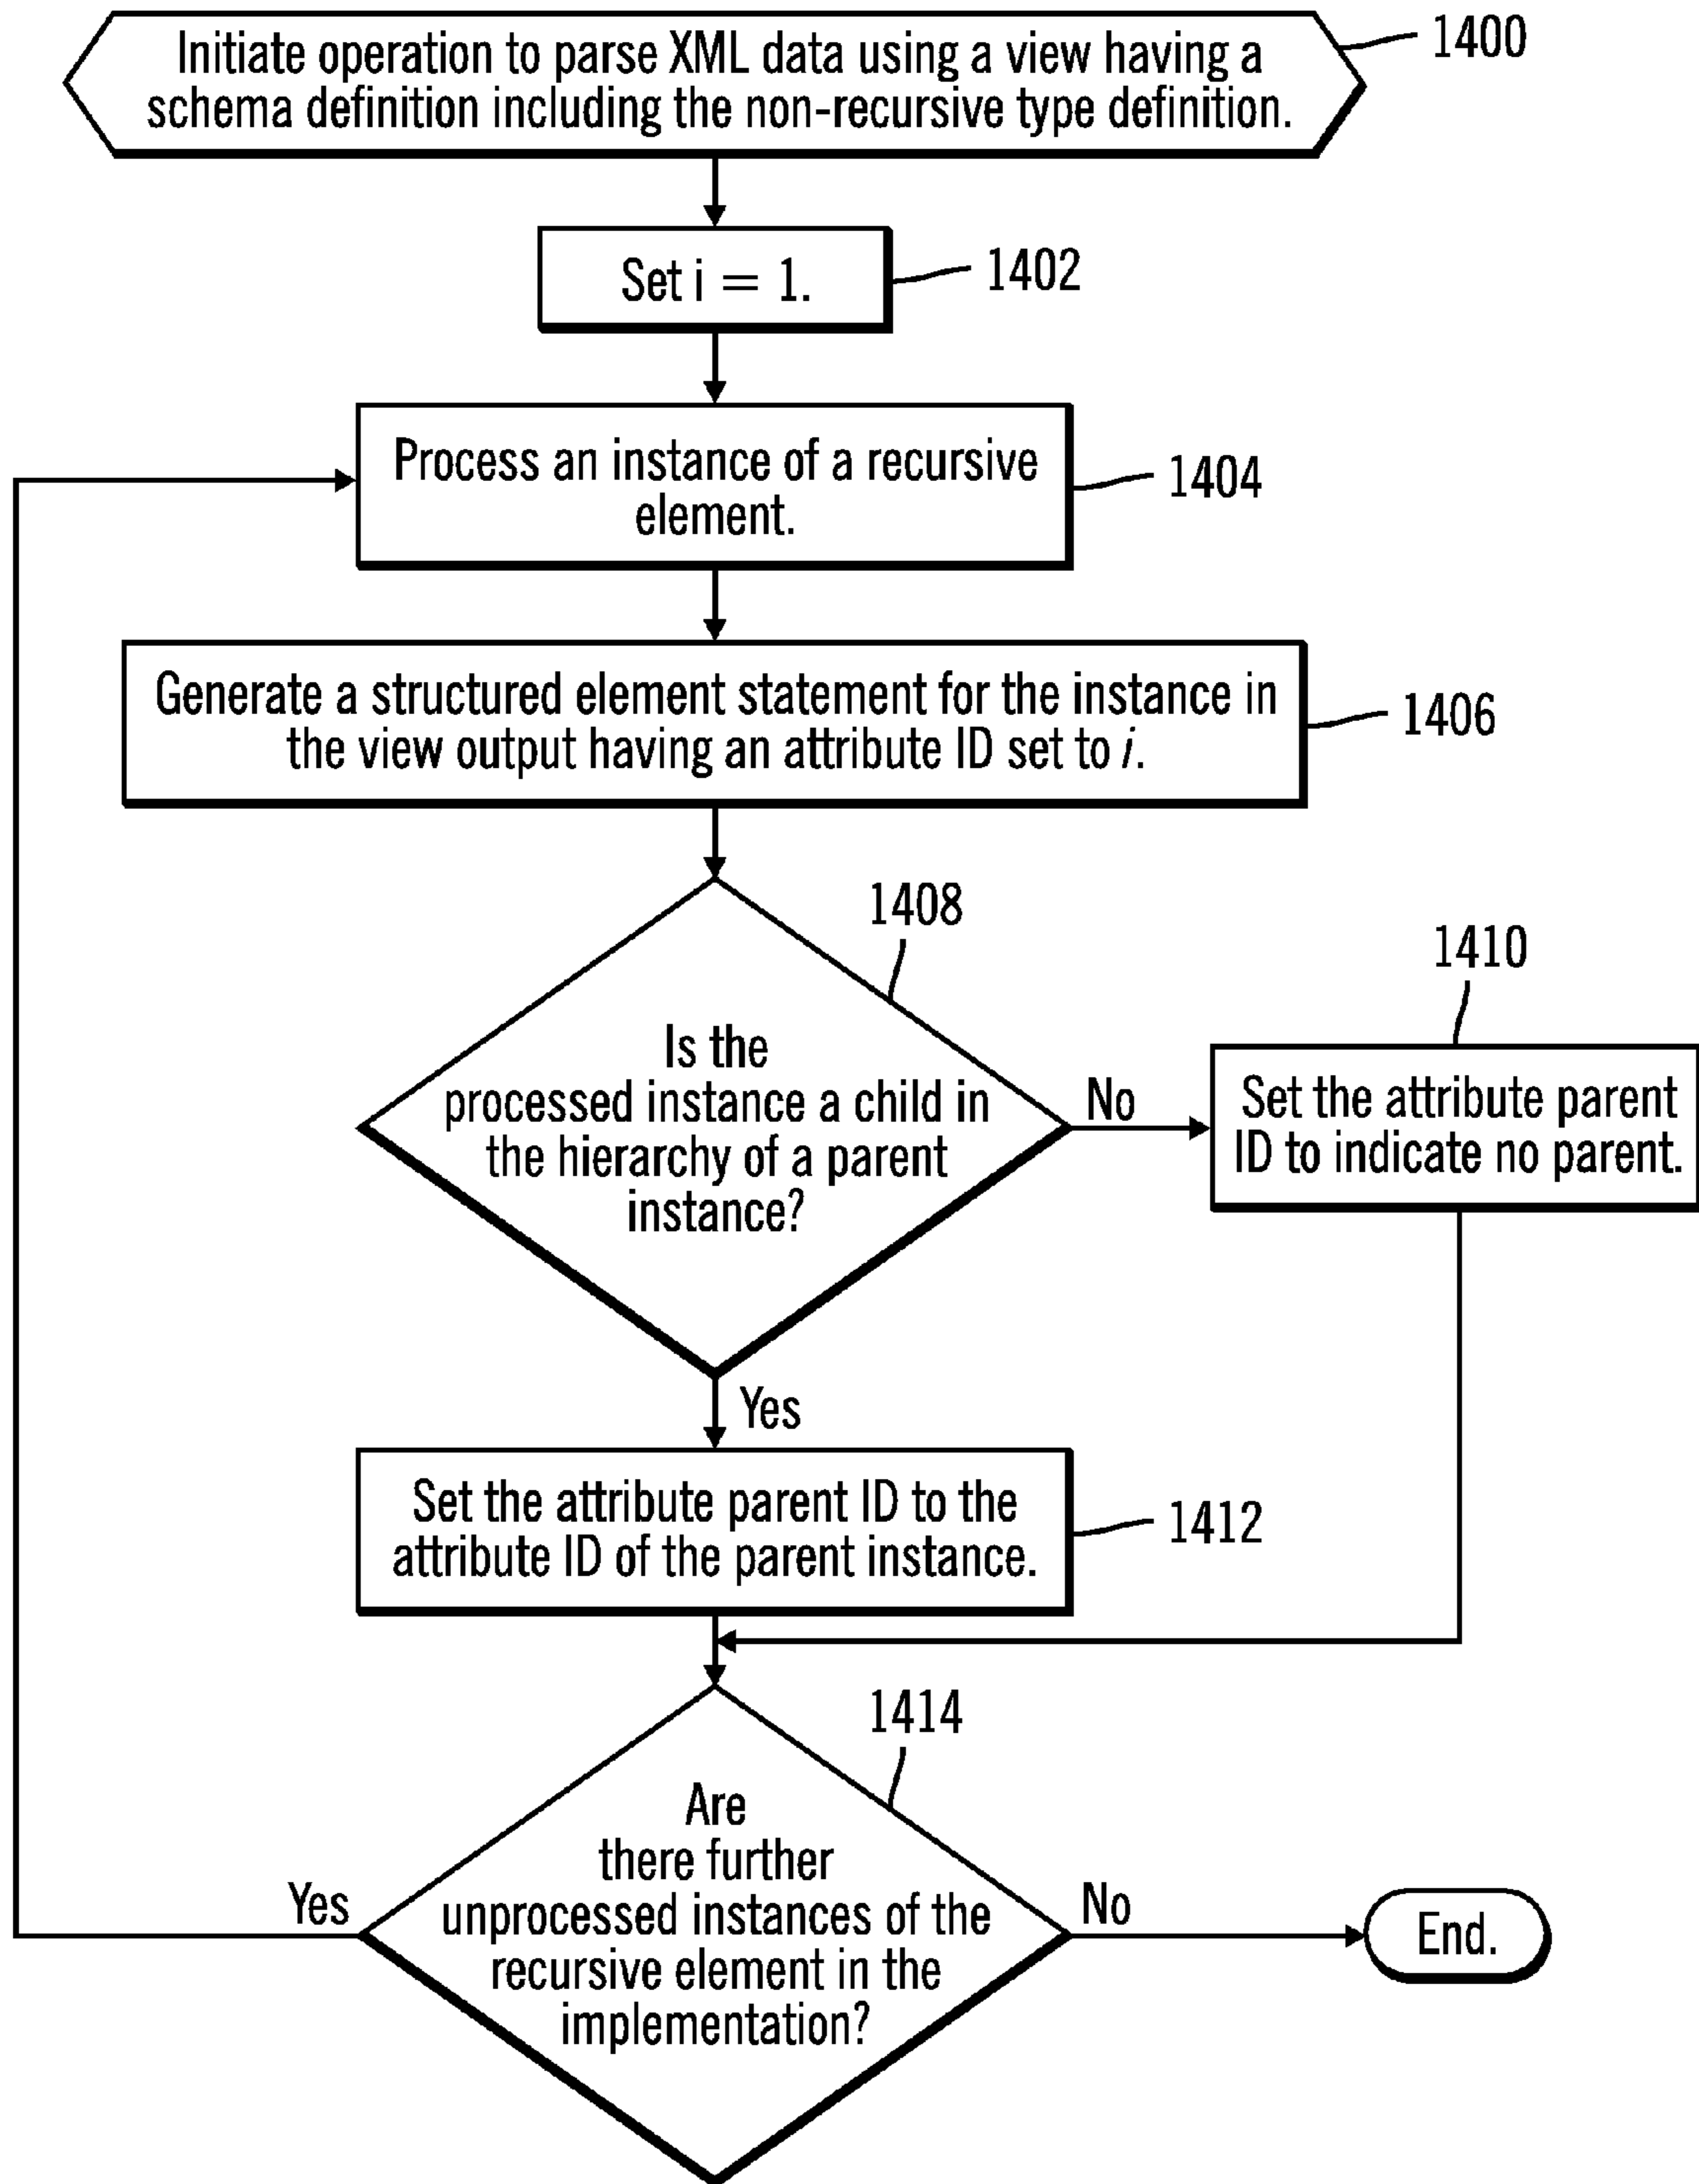 Initiate operation to parse XML data using a view having a
schema definition including the non-recursive type definition.
1400
Set i = 1.
1402
Process an instance of a recursive
element.
1404
Generate a structured element statement for the instance in
the view output having an attribute ID set to i.
1406
1408
Is the
processed instance a child in
the hierarchy of a parent
instance?
No
1410
Set the attribute parent
ID to indicate no parent.
Yes
Set the attribute parent ID to the
attribute ID of the parent instance.
1412
1414
Are
there further
unprocessed instances of the
recursive element in the
implementation?
Yes
No
End.